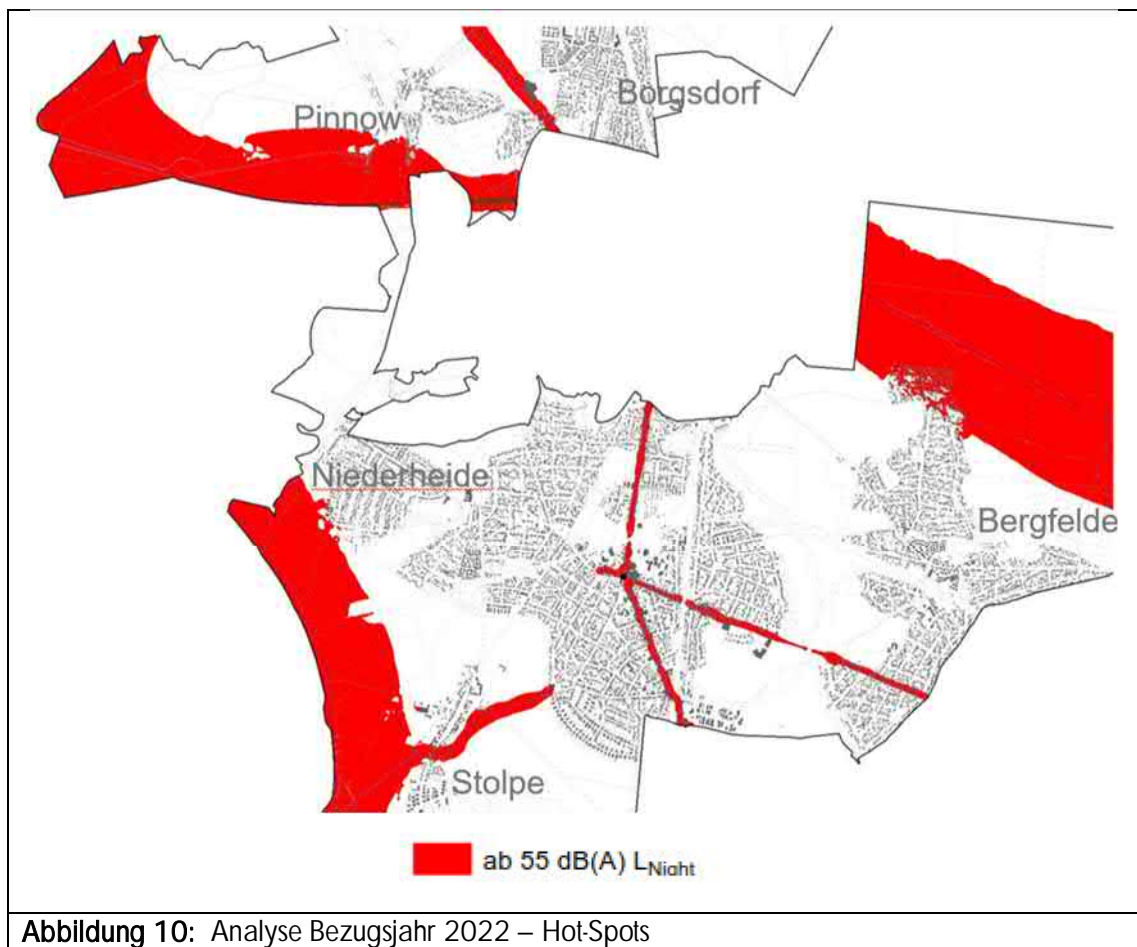 Borgsdorf
Pinnow
Niederheide
Bergfelde
Stolpe
ab 55 dB(A) LNight
Abbildung 10: Analyse Bezugsjahr 2022 – Hot-Spots